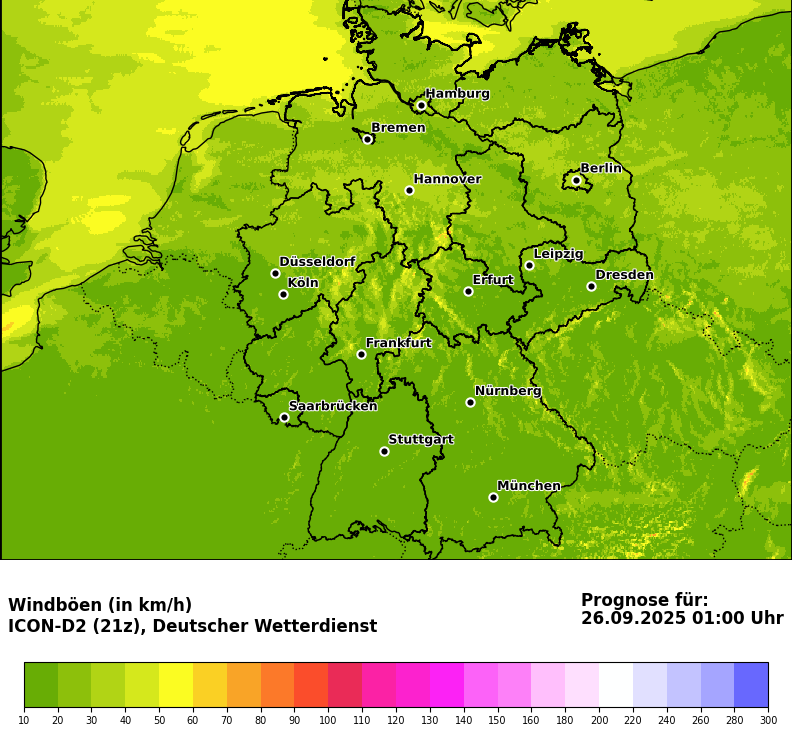 Hamburg
Bremen
Berlin
Hannover
Leipzig
Düsseldorf
Dresden
Köln
Erfurt
Frankfurt
Nürnberg
Saarbrücken
Stuttgart
München
Windböen (in km/h)
ICON-D2 (21z), Deutscher Wetterdienst
Prognose für:
26.09.2025 01:00 Uhr
10 20 30 40 50 60 70 80 90 100 110 120 130 140 150 160 180 200 220 240 260 280 300